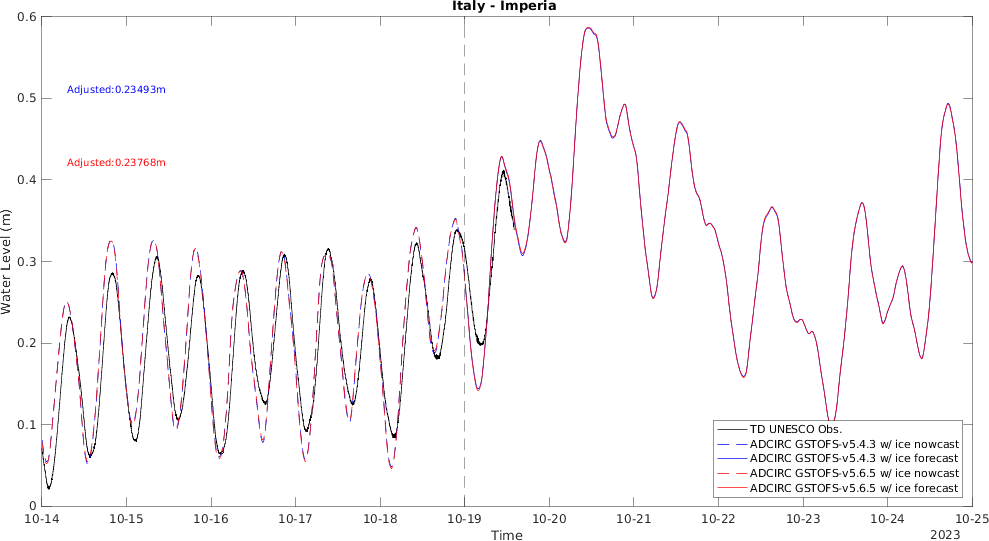 Italy - Imperia
0.6
0.5
0.4
0.3
0.2
0.1
0
Water Level (m)
Adjusted:0.23493m
Adjusted:0.23768m
TD UNESCO Obs.
ADCIRC GSTOFS-v5.4.3 w/ ice nowcast
ADCIRC GSTOFS-v5.4.3 w/ ice forecast
ADCIRC GSTOFS-v5.6.5 w/ ice nowcast
ADCIRC GSTOFS-v5.6.5 w/ ice forecast
10-14 10-15 10-16 10-17 10-18 10-19 10-20 10-21 10-22 10-23 10-24 10-25
Time
2023